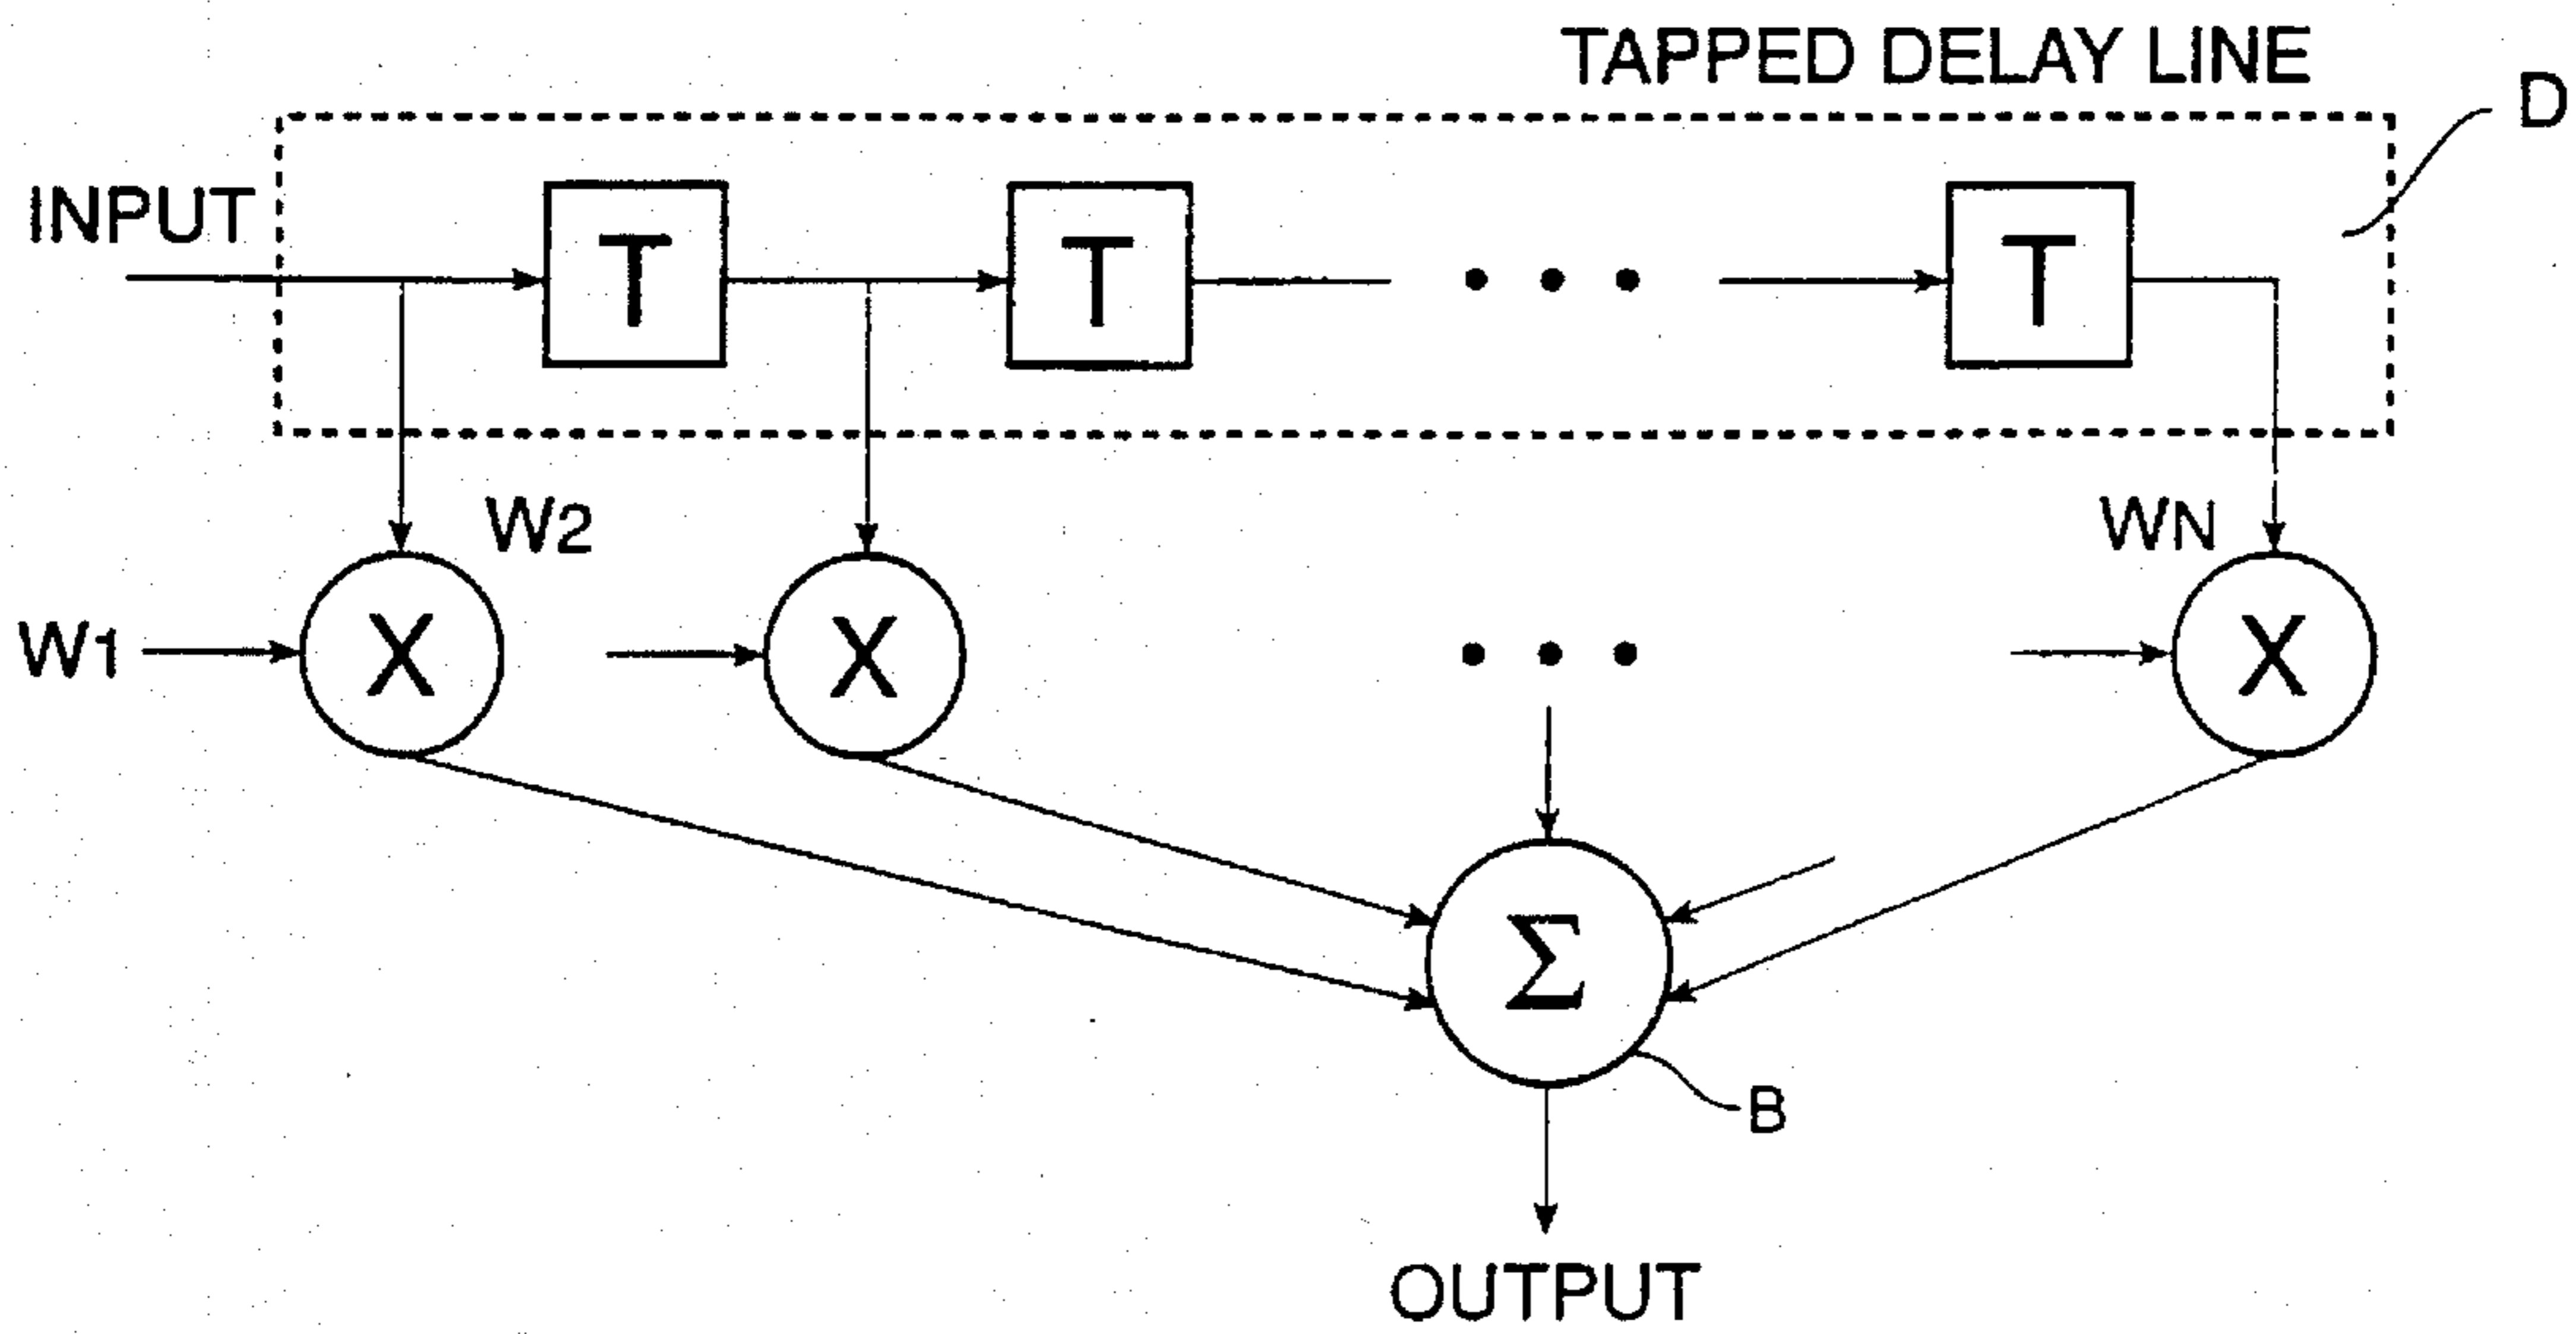 TAPPED DELAY LINE
D
INPUT
T T • • • T
W2 WN
W1 X X • • • X
Σ
B
OUTPUT